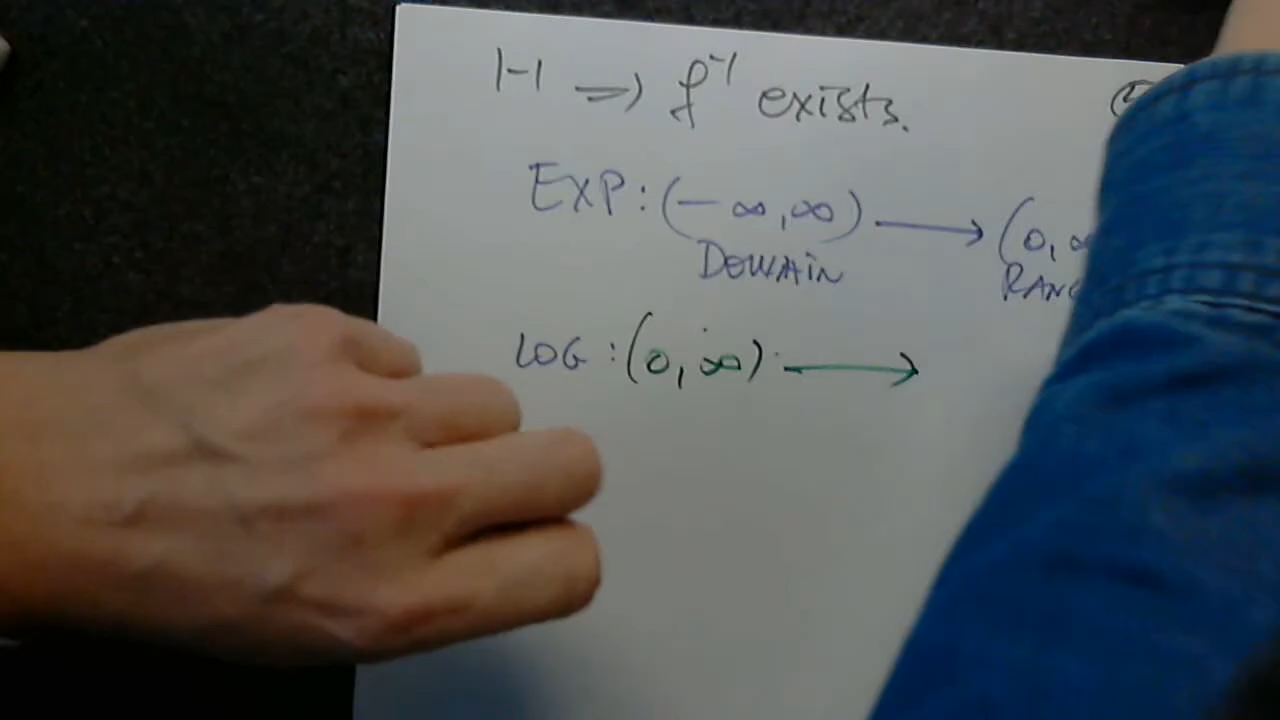 1-1 ⇒ f⁻¹ exists.
EXP: (-∞,∞) → (0,
DOMAIN
LOG: (0,∞) →